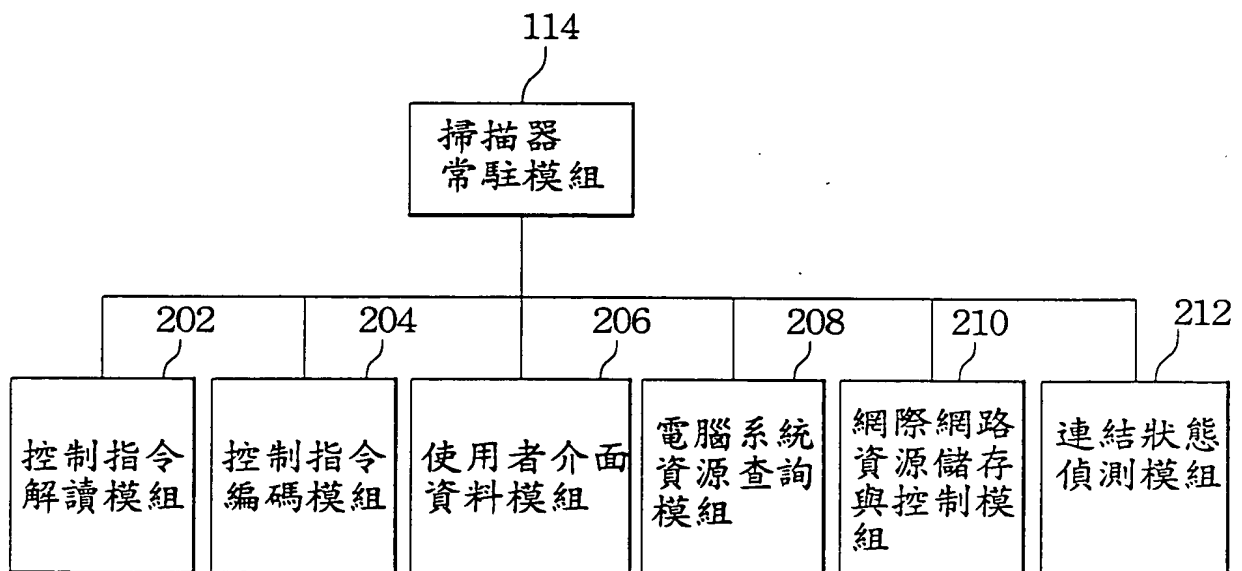 114
掃描器
常駐模組
202
204
206
208
210
212
控制指令
解讀模組
控制指令
編碼模組
使用者介面
資料模組
電腦系統
資源查詢
模組
網際網路
資源儲存
與控制模
組
連結狀態
偵測模組